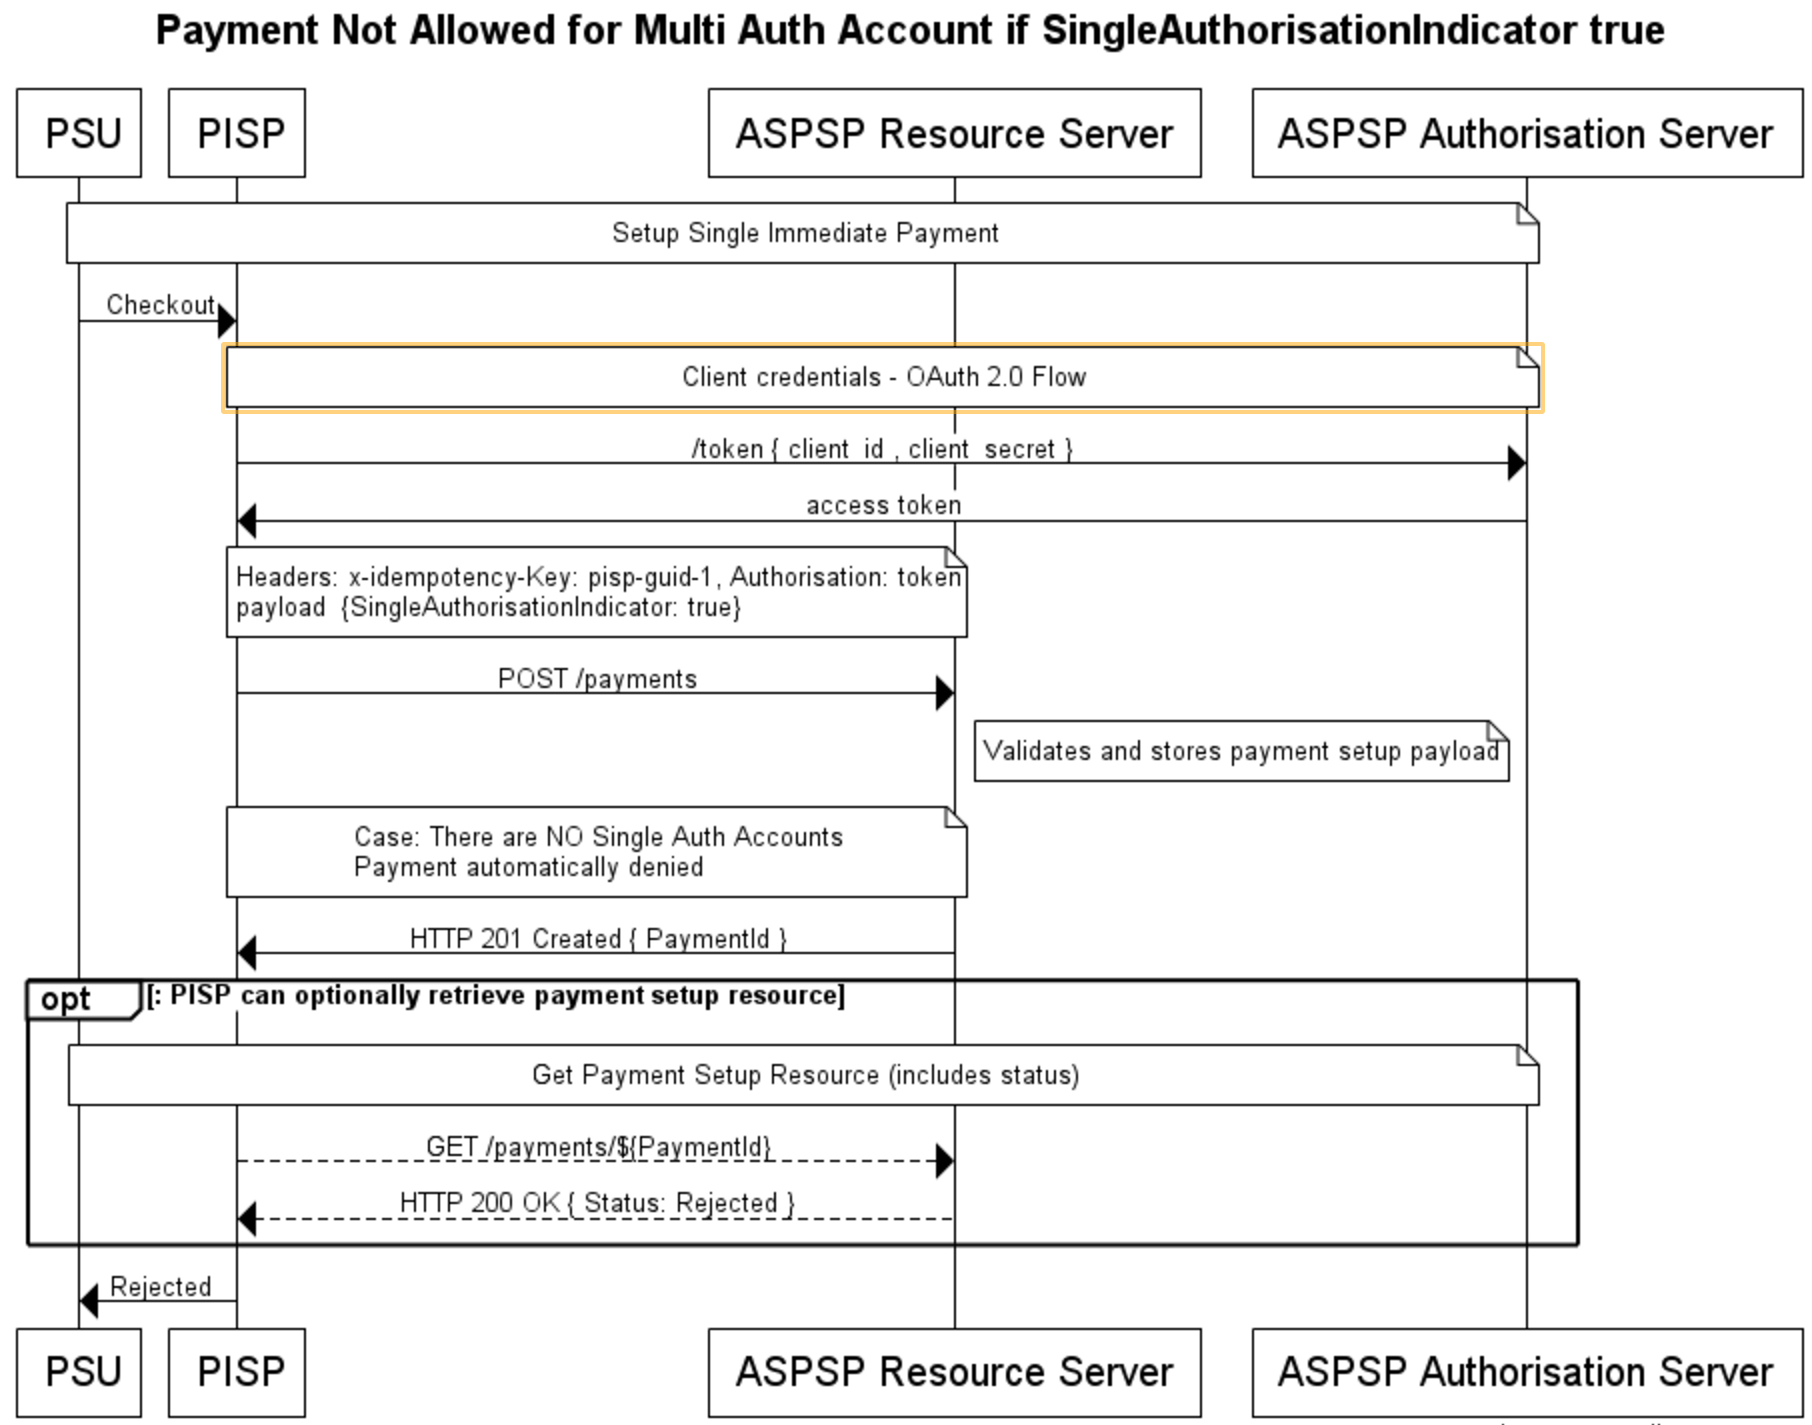 Payment Not Allowed for Multi Auth Account if SingleAuthorisationIndicator true
PSU
PISP
ASPSP Resource Server
ASPSP Authorisation Server
Setup Single Immediate Payment
Checkout
Client credentials - OAuth 2.0 Flow
/token { client_id , client_secret }
access token
Headers: x-idempotency-Key: pisp-guid-1, Authorisation: token
payload {SingleAuthorisationIndicator: true}
POST /payments
Validates and stores payment setup payload
Case: There are NO Single Auth Accounts
Payment automatically denied
HTTP 201 Created { PaymentId }
opt
[: PISP can optionally retrieve payment setup resource]
Get Payment Setup Resource (includes status)
GET /payments/${PaymentId}
HTTP 200 OK { Status: Rejected }
Rejected
PSU
PISP
ASPSP Resource Server
ASPSP Authorisation Server